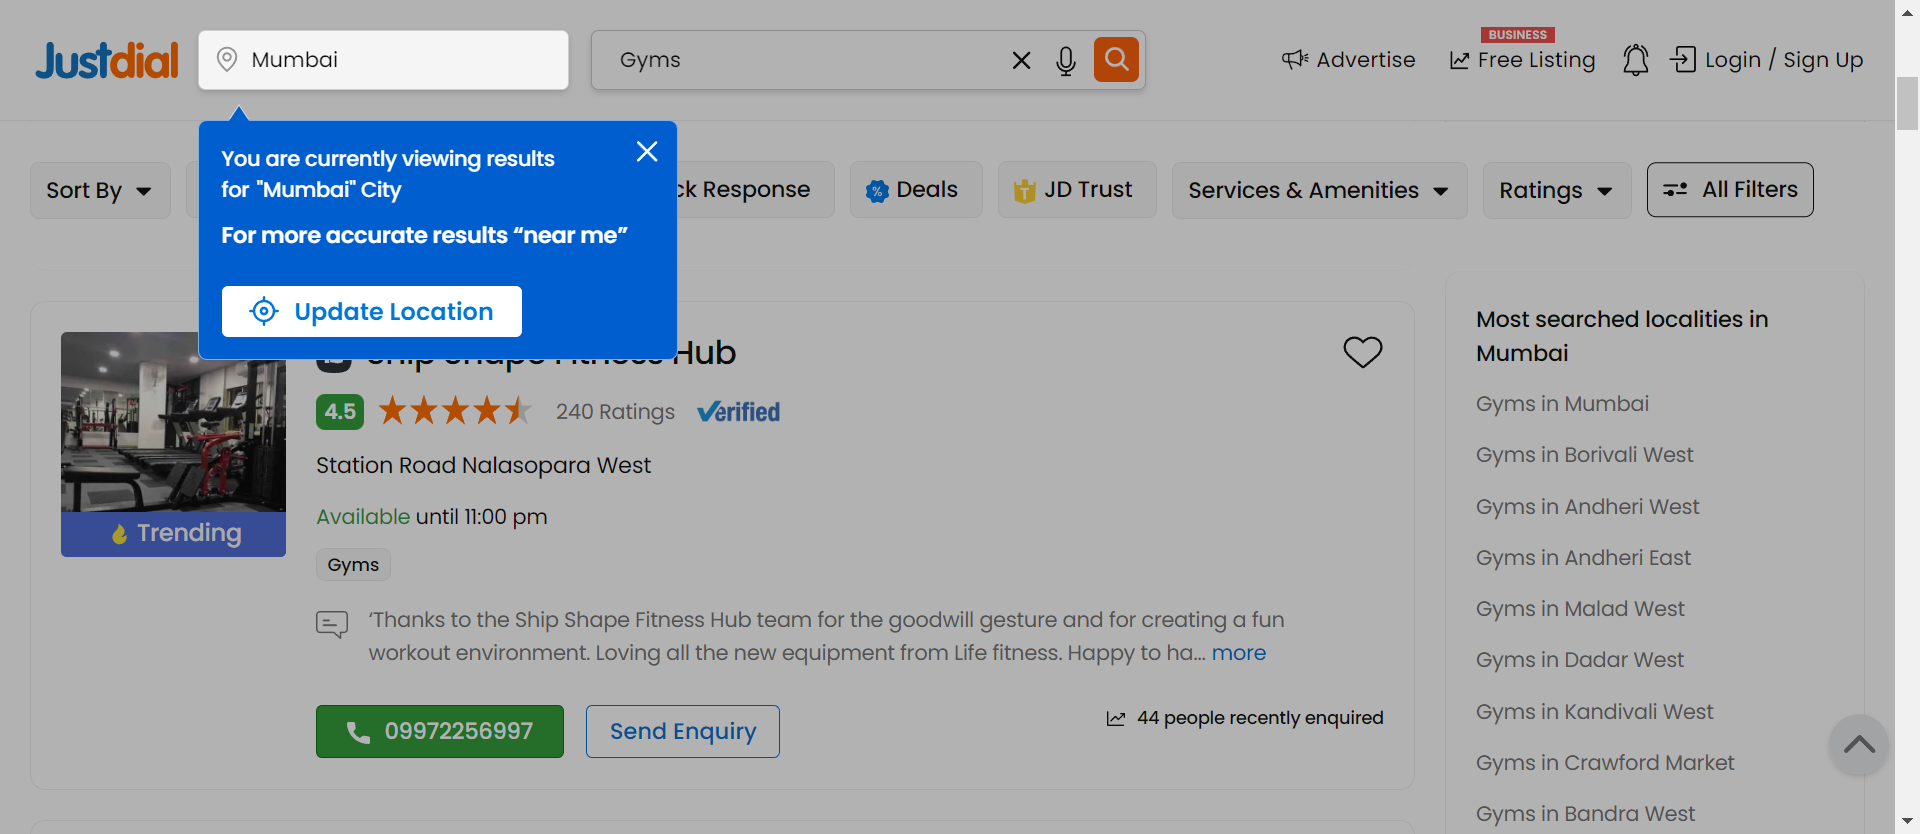 Justdial
Mumbai
Gyms
Advertise
BUSINESS
Free Listing
Login / Sign Up
You are currently viewing results
for "Mumbai" City
For more accurate results “near me”
Update Location
Sort By
ck Response
Deals
JD Trust
Services & Amenities
Ratings
All Filters
Ship Shape Fitness Hub
4.5
240 Ratings
Verified
Station Road Nalasopara West
Available until 11:00 pm
Gyms
Trending
‘Thanks to the Ship Shape Fitness Hub team for the goodwill gesture and for creating a fun
workout environment. Loving all the new equipment from Life fitness. Happy to ha... more
09972256997
Send Enquiry
44 people recently enquired
Most searched localities in
Mumbai
Gyms in Mumbai
Gyms in Borivali West
Gyms in Andheri West
Gyms in Andheri East
Gyms in Malad West
Gyms in Dadar West
Gyms in Kandivali West
Gyms in Crawford Market
Gyms in Bandra West